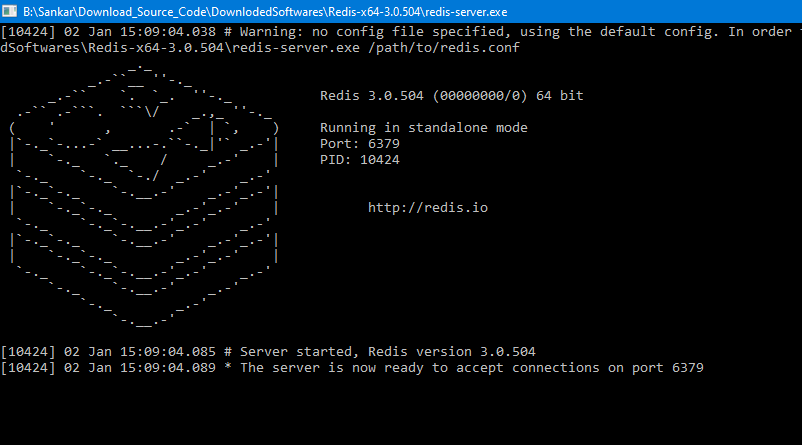 B:\Sankar\Download_Source_Code\DownlodedSoftwares\Redis-x64-3.0.504\redis-server.exe
[10424] 02 Jan 15:09:04.038 # Warning: no config file specified, using the default config. In order
dSoftwares\Redis-x64-3.0.504\redis-server.exe /path/to/redis.conf
Redis 3.0.504 (00000000/0) 64 bit
Running in standalone mode
Port: 6379
PID: 10424
http://redis.io
[10424] 02 Jan 15:09:04.085 # Server started, Redis version 3.0.504
[10424] 02 Jan 15:09:04.089 * The server is now ready to accept connections on port 6379